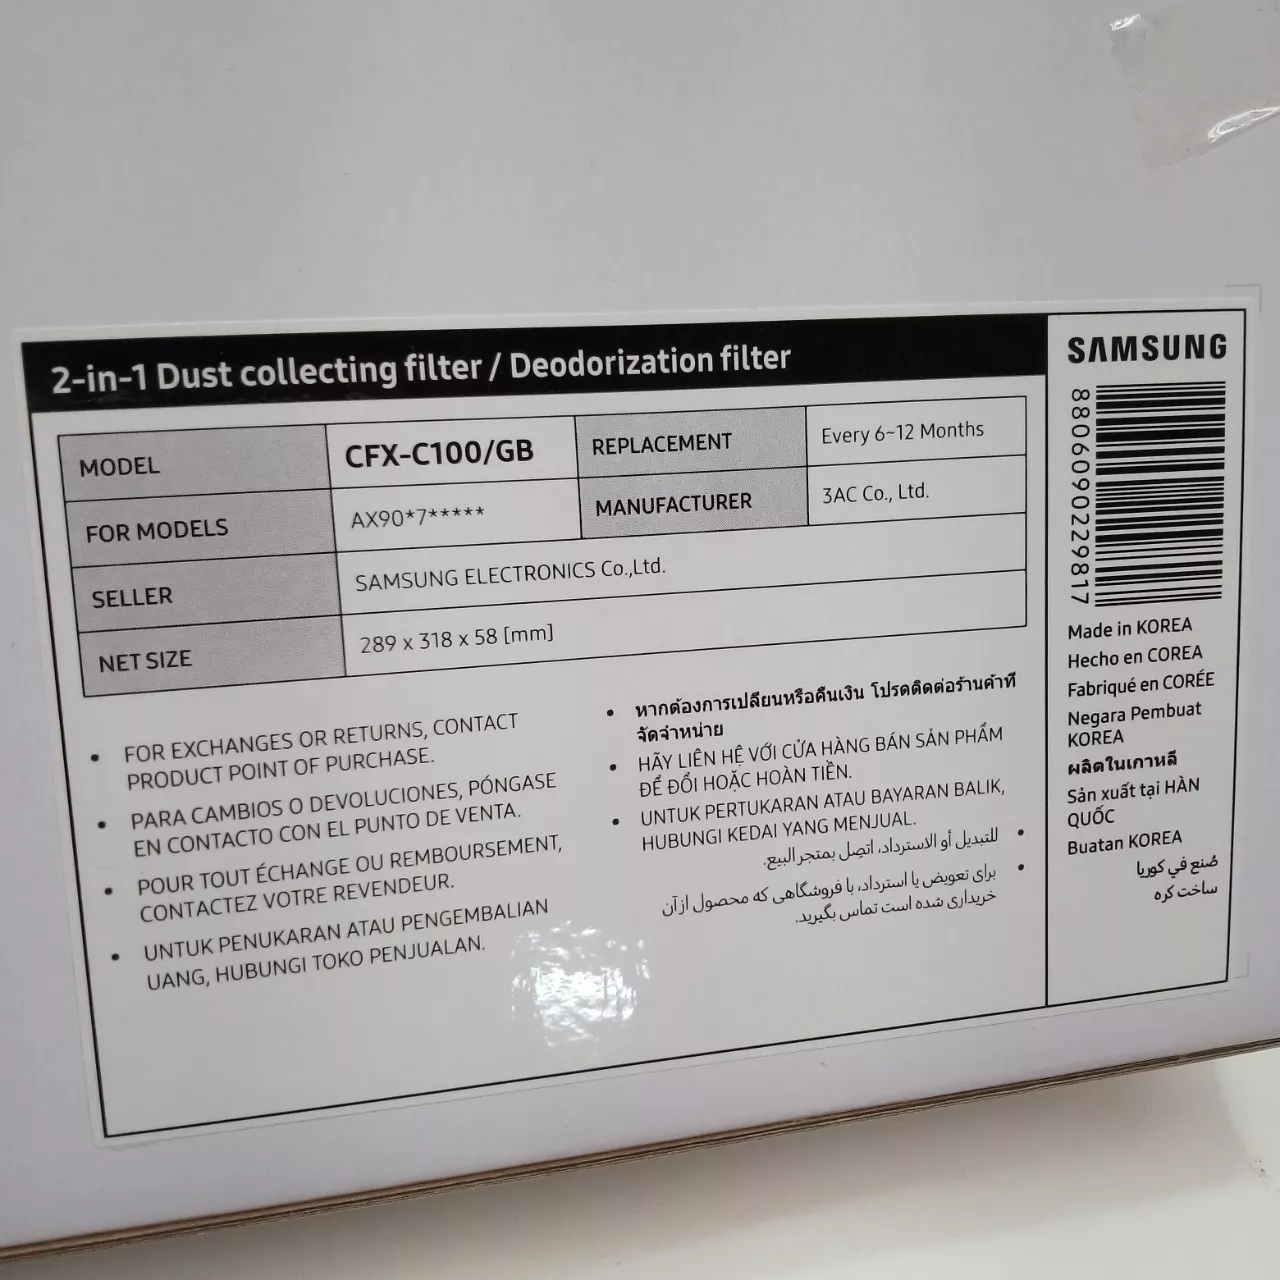 2-in-1 Dust collecting filter / Deodorization filter
MODEL
CFX-C100/GB
REPLACEMENT
Every 6~12 Months
FOR MODELS
AX90*7*****
MANUFACTURER
3AC Co., Ltd.
SELLER
SAMSUNG ELECTRONICS Co.,Ltd.
NET SIZE
289 x 318 x 58 [mm]
• FOR EXCHANGES OR RETURNS, CONTACT
PRODUCT POINT OF PURCHASE.
• PARA CAMBIOS O DEVOLUCIONES, PÓNGASE
EN CONTACTO CON EL PUNTO DE VENTA.
• POUR TOUT ÉCHANGE OU REMBOURSEMENT,
CONTACTEZ VOTRE REVENDEUR.
• UNTUK PENUKARAN ATAU PENGEMBALIAN
UANG, HUBUNGI TOKO PENJUALAN.
• หากต้องการเปลี่ยนหรือคืนเงิน โปรดติดต่อร้านค้าที่
จัดจำหน่าย
• HÃY LIÊN HỆ VỚI CỬA HÀNG BÁN SẢN PHẨM
ĐỂ ĐỔI HOẶC HOÀN TIỀN.
• UNTUK PERTUKARAN ATAU BAYARAN BALIK,
HUBUNGI KEDAI YANG MENJUAL.
• للتبديل أو الاسترداد، اتصِل بمتجر البيع.
• برای تعویض یا استرداد، با فروشگاهی که محصول از آن
خریداری شده است تماس بگیرید.
SAMSUNG
8806090229817
Made in KOREA
Hecho en COREA
Fabriqué en CORÉE
Negara Pembuat
KOREA
ผลิตในเกาหลี
Sản xuất tại HÀN
QUỐC
Buatan KOREA
صُنع في كوريا
ساخت کره